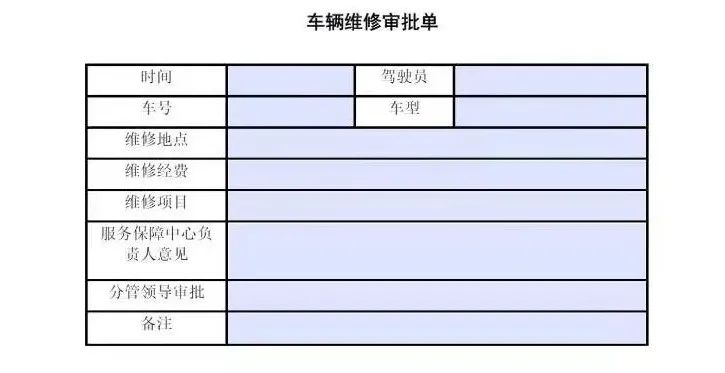 车辆维修审批单
时间 驾驶员
车号 车型
维修地点
维修经费
维修项目
服务保障中心负
责人意见
分管领导审批
备注